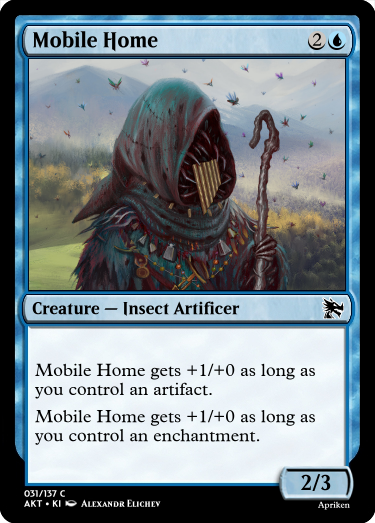 Mobile Home 2
Creature — Insect Artificer
Mobile Home gets +1/+0 as long as
you control an artifact.
Mobile Home gets +1/+0 as long as
you control an enchantment.
2/3
031/137 C
AKT • KI Alexandr Elichev
Apriken